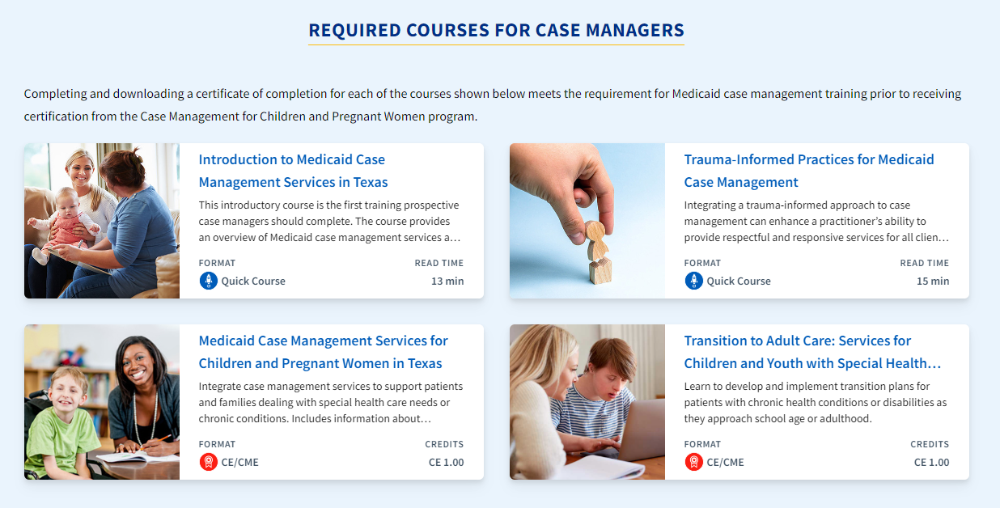 REQUIRED COURSES FOR CASE MANAGERS
Completing and downloading a certificate of completion for each of the courses shown below meets the requirement for Medicaid case management training prior to receiving
certification from the Case Management for Children and Pregnant Women program.
Introduction to Medicaid Case
Management Services in Texas
This introductory course is the first training prospective
case managers should complete. The course provides
an overview of Medicaid case management services a…
FORMAT READ TIME
Quick Course 13 min
Trauma-Informed Practices for Medicaid
Case Management
Integrating a trauma-informed approach to case
management can enhance a practitioner’s ability to
provide respectful and responsive services for all clien…
FORMAT READ TIME
Quick Course 15 min
Medicaid Case Management Services for
Children and Pregnant Women in Texas
Integrate case management services to support patients
and families dealing with special health care needs or
chronic conditions. Includes information about…
FORMAT CREDITS
CE/CME CE 1.00
Transition to Adult Care: Services for
Children and Youth with Special Health…
Learn to develop and implement transition plans for
patients with chronic health conditions or disabilities as
they approach school age or adulthood.
FORMAT CREDITS
CE/CME CE 1.00